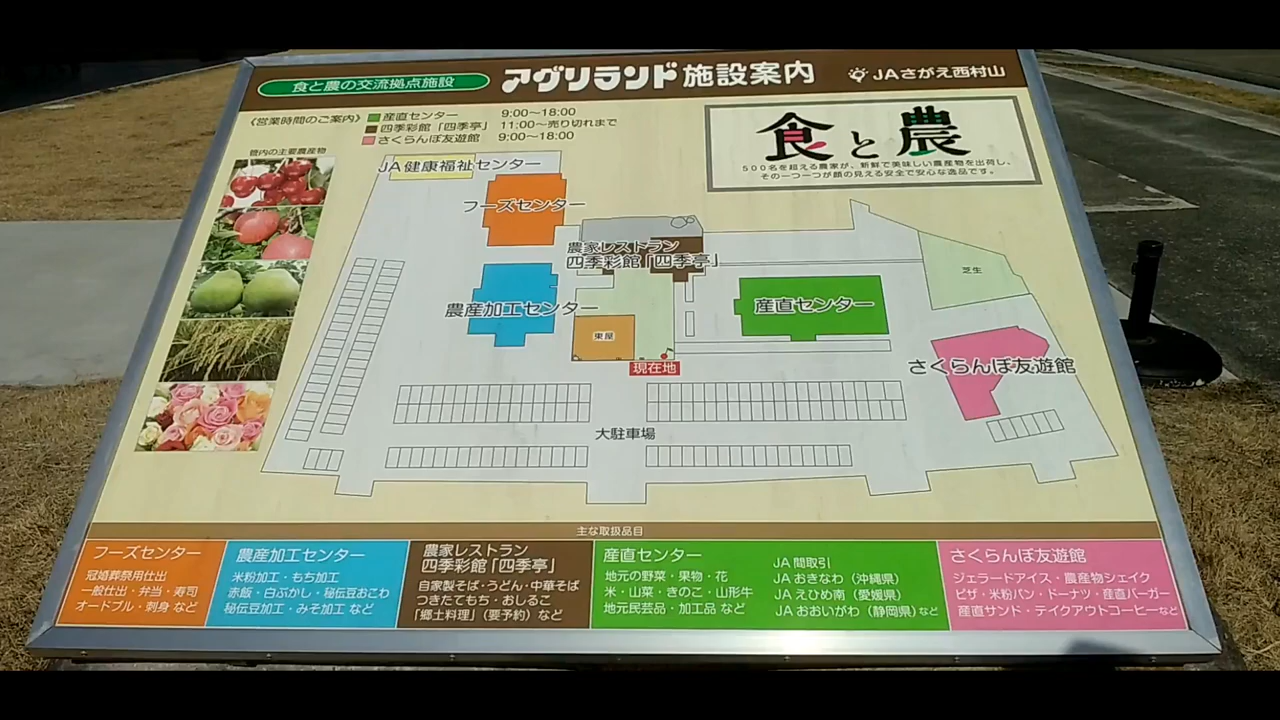 食と農の交流拠点施設
アグリランド施設案内
JAさがえ西村山
《営業時間のご案内》
産直センター 9:00〜18:00
四季彩館「四季亭」 11:00〜売り切れまで
さくらんぼ友遊館 9:00〜18:00
食と農
500名を超える農家が、新鮮で美味しい農産物を出荷し、
その一つ一つが顔の見える安全で安心な逸品です。
管内の主要農産物
JA健康福祉センター
フーズセンター
農家レストラン
四季彩館「四季亭」
芝生
農産加工センター
産直センター
東屋
現在地
さくらんぼ友遊館
大駐車場
主な取扱品目
フーズセンター
冠婚葬祭用仕出
一般仕出・弁当・寿司
オードブル・刺身 など
農産加工センター
米粉加工・もち加工
赤飯・白ぶかし・秘伝豆おこわ
秘伝豆加工・みそ加工 など
農家レストラン
四季彩館「四季亭」
自家製そば・うどん・中華そば
つきたてもち・おしるこ
「郷土料理」(要予約)など
産直センター
地元の野菜・果物・花
米・山菜・きのこ・山形牛
地元民芸品・加工品 など
JA間取引
JAおきなわ(沖縄県)
JAえひめ南(愛媛県)
JAおおいがわ(静岡県)など
さくらんぼ友遊館
ジェラードアイス・農産物シェイク
ピザ・米粉パン・ドーナツ・産直バーガー
産直サンド・テイクアウトコーヒーなど